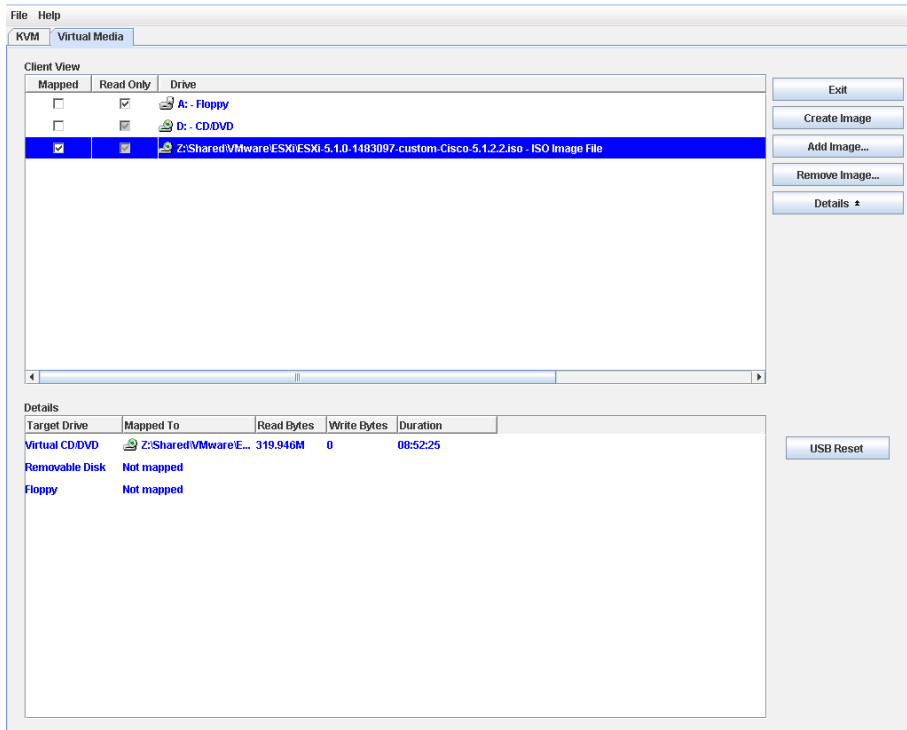 File Help
KVM Virtual Media
Client View
Mapped Read Only Drive
A: - Floppy
D: - CD/DVD
Z:\Shared\VMware\ESXi\ESXi-5.1.0-1483097-custom-Cisco-5.1.2.2.iso - ISO Image File
Exit
Create Image
Add Image...
Remove Image...
Details
Details
Target Drive Mapped To Read Bytes Write Bytes Duration
Virtual CD/DVD Z:\Shared\VMware\E... 319.946M 0 08:52:25
Removable Disk Not mapped
Floppy Not mapped
USB Reset